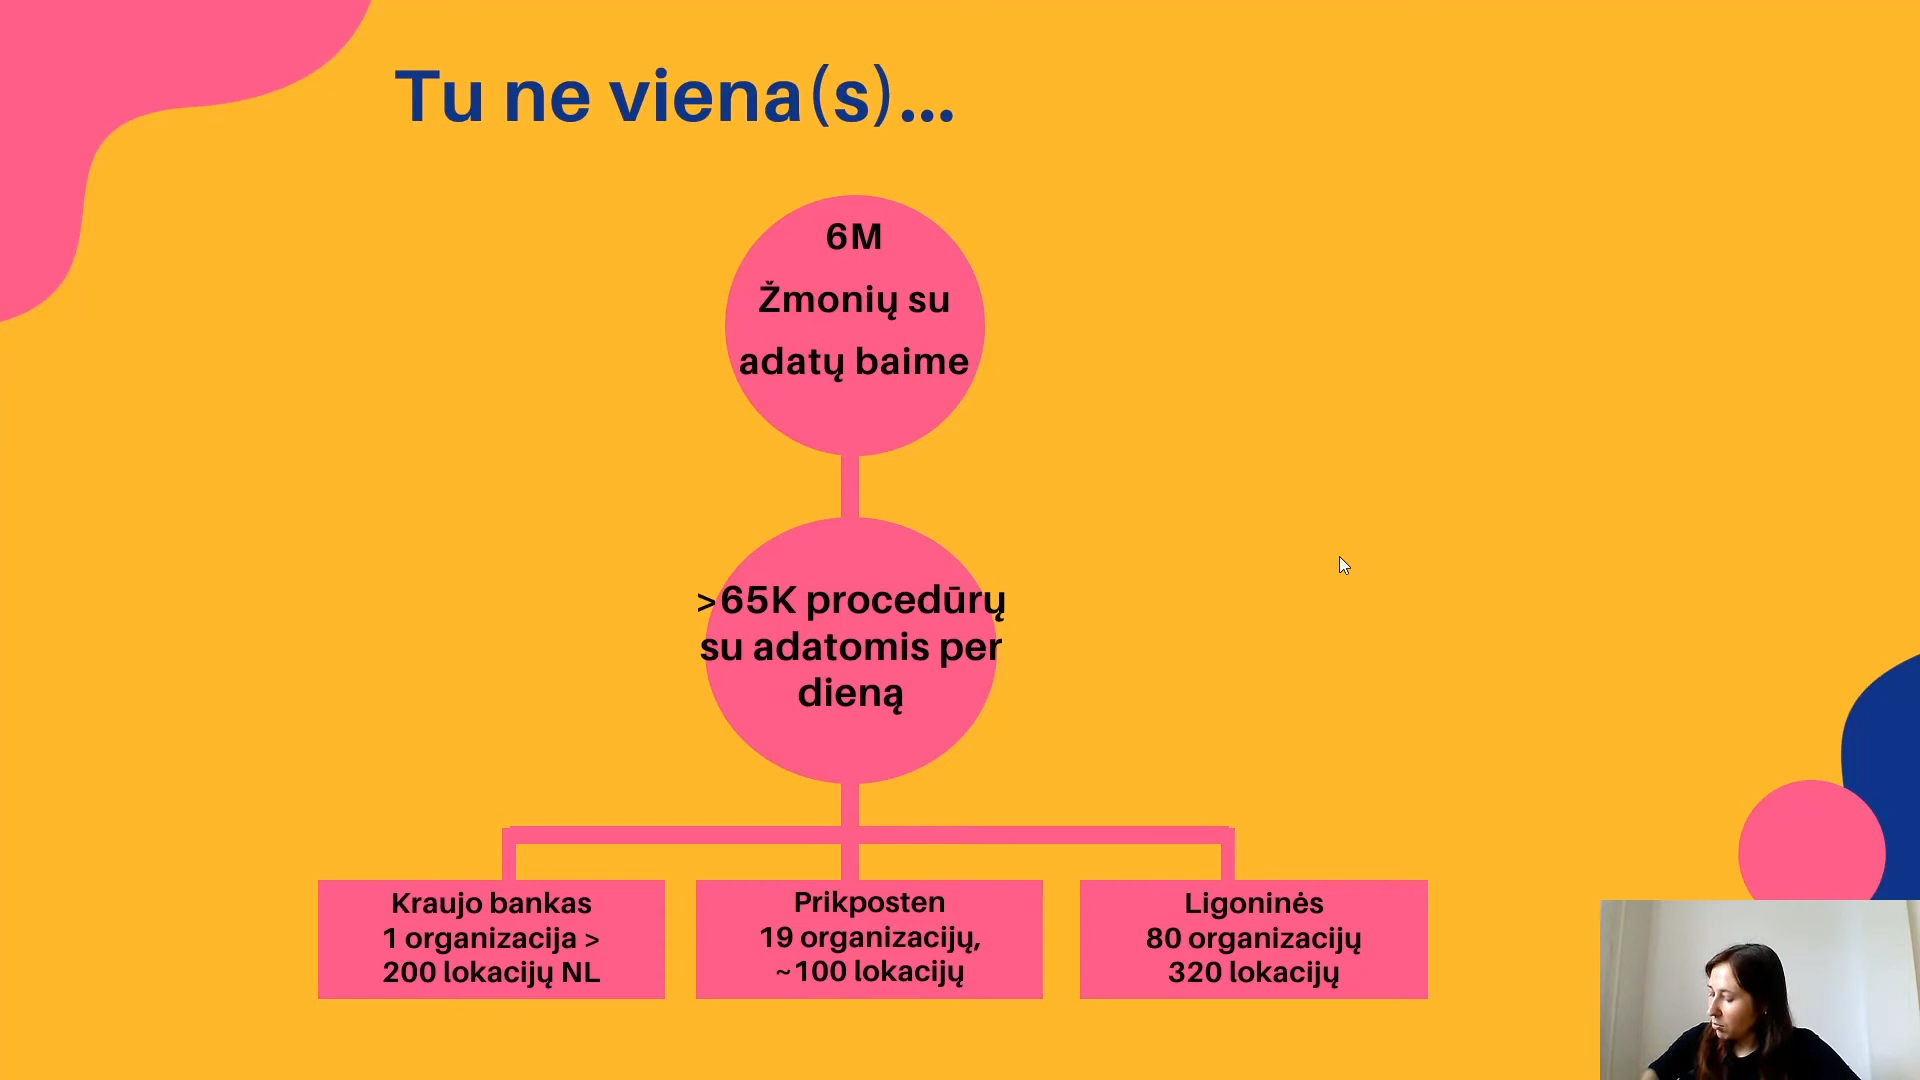 Tu ne viena(s)...
6M
Žmonių su
adatų baime
>65K procedūrų
su adatomis per
dieną
Kraujo bankas
1 organizacija >
200 lokacijų NL
Prikposten
19 organizacijų,
~100 lokacijų
Ligoninės
80 organizacijų
320 lokacijų